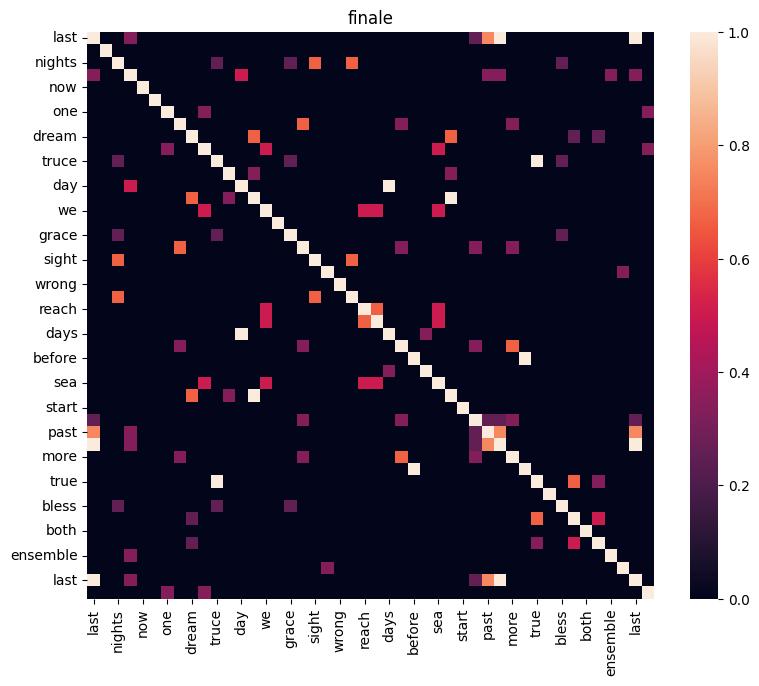 finale
last
nights
now
one
dream
truce
day
we
grace
sight
wrong
reach
days
before
sea
start
past
more
true
bless
both
ensemble
last
1.0
0.8
0.6
0.4
0.2
0.0
last
nights
now
one
dream
truce
day
we
grace
sight
wrong
reach
days
before
sea
start
past
more
true
bless
both
ensemble
last